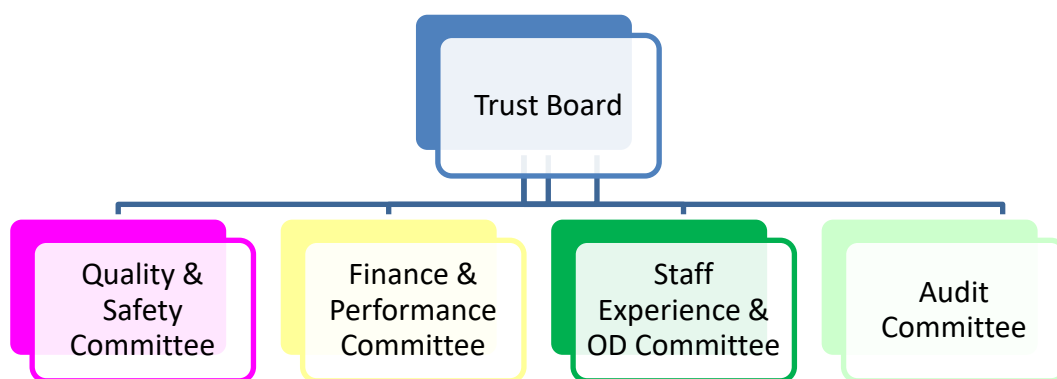 Trust Board
Quality &
Safety
Committee
Finance &
Performance
Committee
Staff
Experience &
OD Committee
Audit
Committee